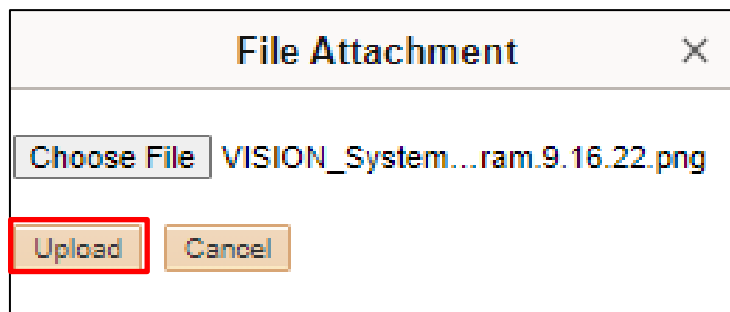 File Attachment
Choose File VISION_System...ram.9.16.22.png
Upload Cancel